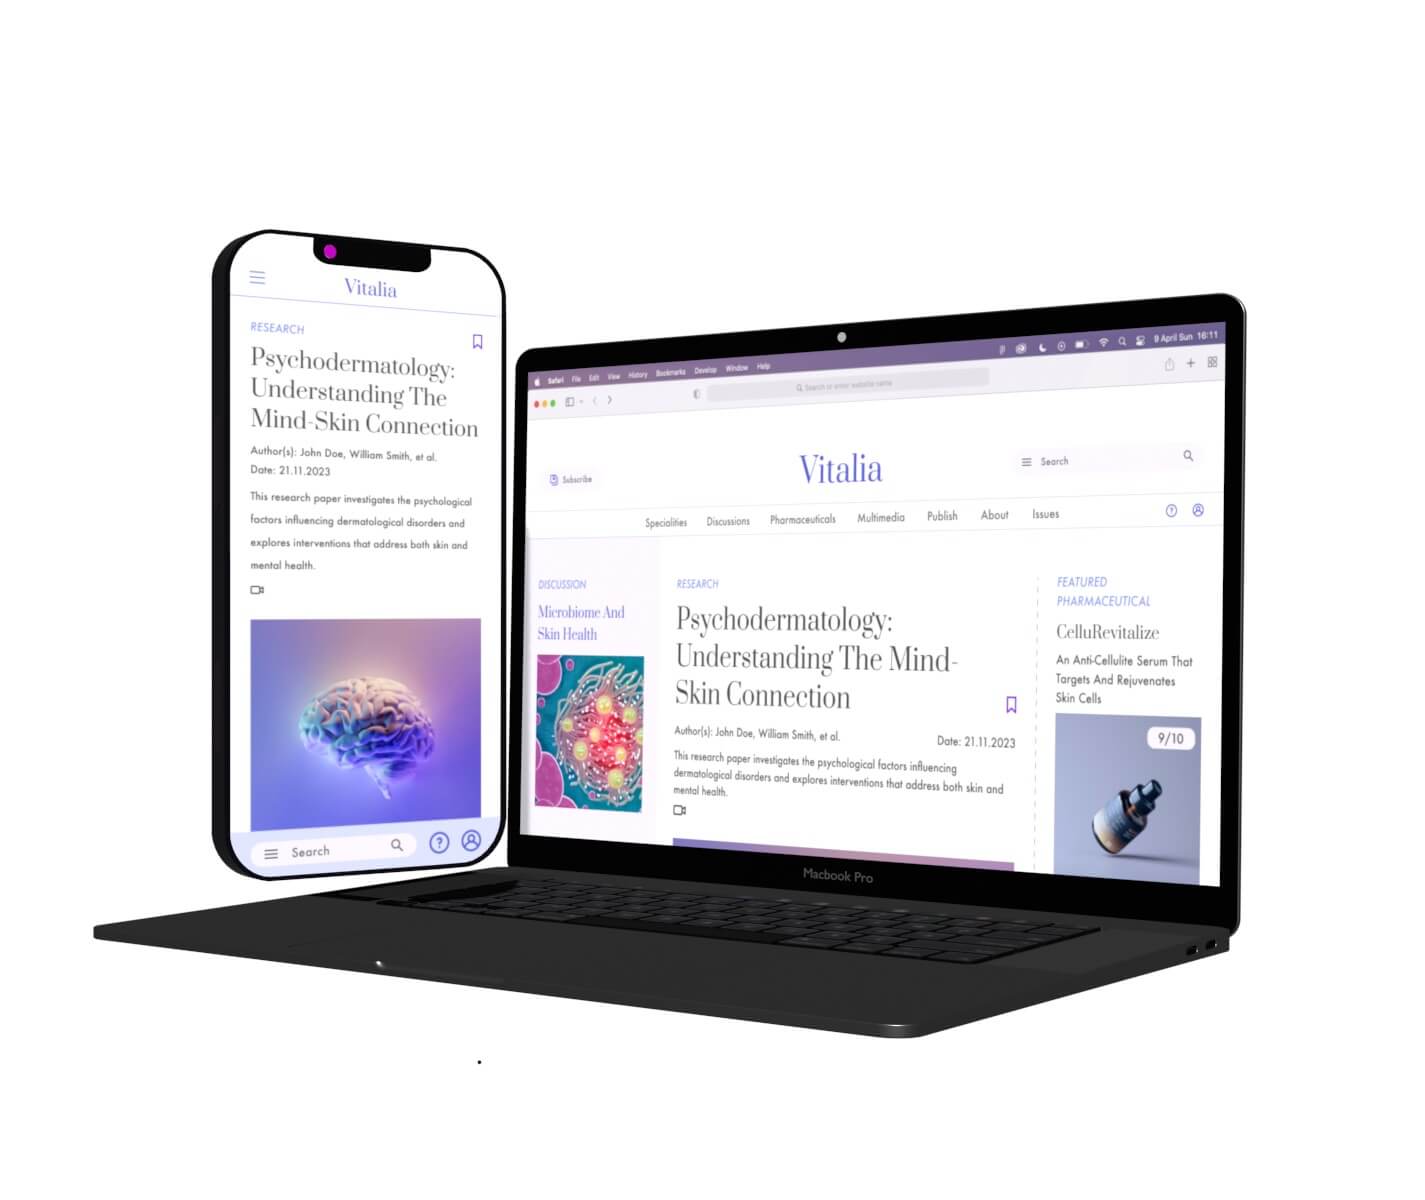 Vitalia
RESEARCH
Psychodermatology:
Understanding The
Mind-Skin Connection
Author(s): John Doe, William Smith, et al.
Date: 21.11.2023
This research paper investigates the psychological
factors influencing dermatological disorders and
explores interventions that address both skin and
mental health.
Search
?
Safari File Edit View History Bookmarks Develop Window Help
9 April Sun 16:11
Search or enter website name
Subscribe
Vitalia
Search
Specialities Discussions Pharmaceuticals Multimedia Publish About Issues
?
DISCUSSION
Microbiome And
Skin Health
RESEARCH
Psychodermatology:
Understanding The Mind-
Skin Connection
Author(s): John Doe, William Smith, et al.
Date: 21.11.2023
This research paper investigates the psychological factors influencing
dermatological disorders and explores interventions that address both skin and
mental health.
FEATURED
PHARMACEUTICAL
CelluRevitalize
An Anti-Cellulite Serum That
Targets And Rejuvenates
Skin Cells
9/10
Macbook Pro